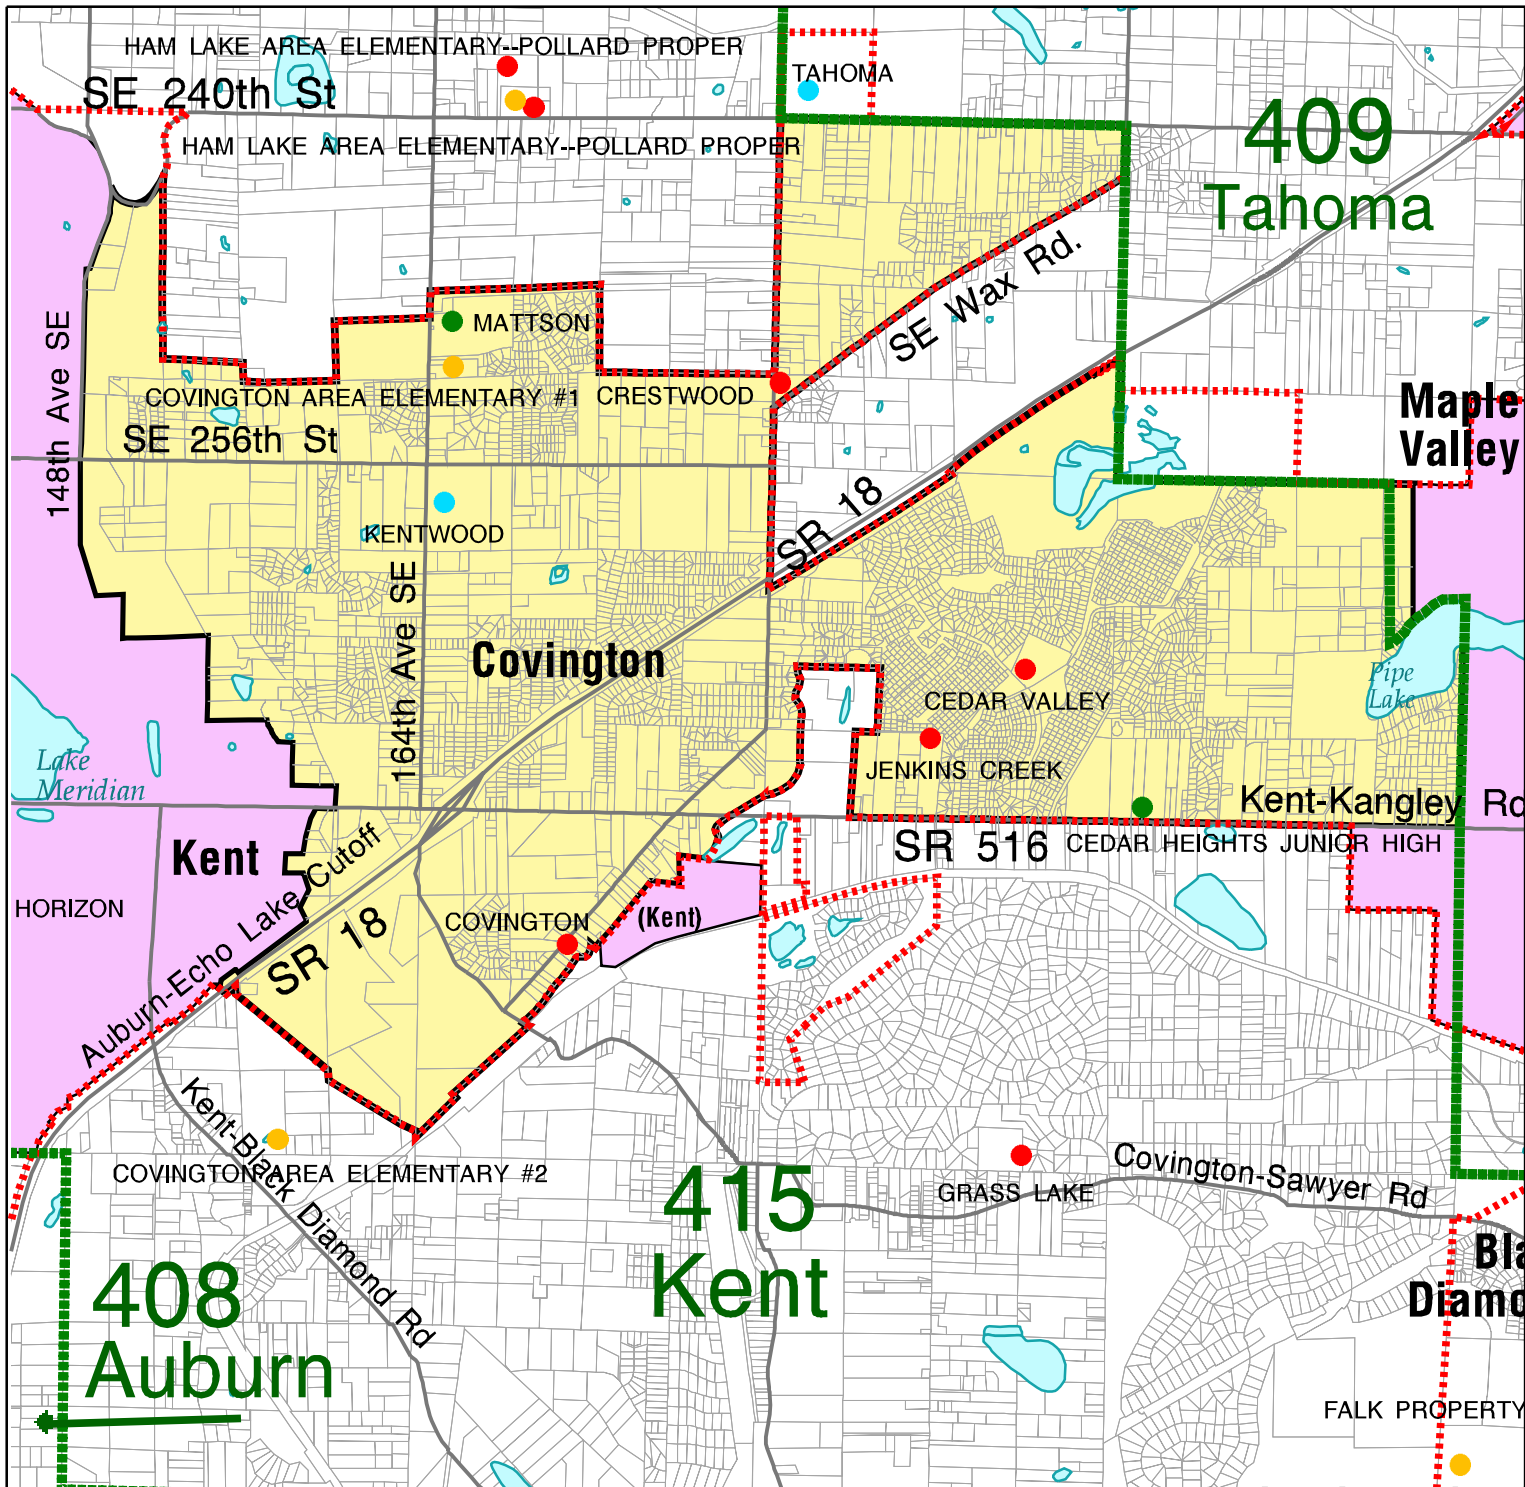 HAM LAKE AREA ELEMENTARY--POLLARD PROPER
SE 240th St
TAHOMA
409
Tahoma
HAM LAKE AREA ELEMENTARY--POLLARD PROPER
SE Wax Rd.
148th Ave SE
MATTSON
COVINGTON AREA ELEMENTARY #1
CRESTWOOD
SE 256th St
Maple
Valley
KENTWOOD
SR 18
164th Ave SE
Covington
Pipe
Lake
CEDAR VALLEY
JENKINS CREEK
Lake
Meridian
Kent-Kangley Rd
SR 516
CEDAR HEIGHTS JUNIOR HIGH
Kent
HORIZON
Auburn-Echo Lake Cutoff
SR 18
COVINGTON
(Kent)
Kent-Black Diamond Rd
COVINGTON AREA ELEMENTARY #2
415
Kent
GRASS LAKE
Covington-Sawyer Rd
408
Auburn
Bla
Diamo
FALK PROPERTY